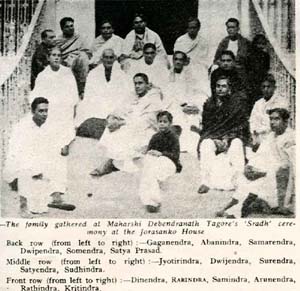 —The family gathered at Maharshi Debendranath Tagore's 'Sradh' cere-
mony at the Jorasanko House
Back row (from left to right) :—Gaganendra, Abanindra, Samarendra,
Dwipendra, Somendra, Satya Prasad.
Middle row (from left to right) :—Jyotirindra, Dwijendra, Surendra,
Satyendra, Sudhindra.
Front row (from left to right) :—Dinendra, RABINDRA, Samindra, Arunendra,
Rathindra, Kritindra.